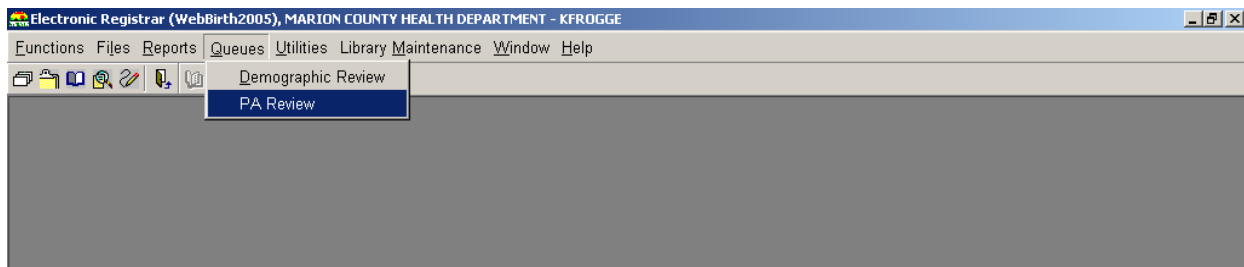 Electronic Registrar (WebBirth2005), MARION COUNTY HEALTH DEPARTMENT - KFROGGE
Functions Files Reports Queues Utilities Library Maintenance Window Help
Demographic Review
PA Review